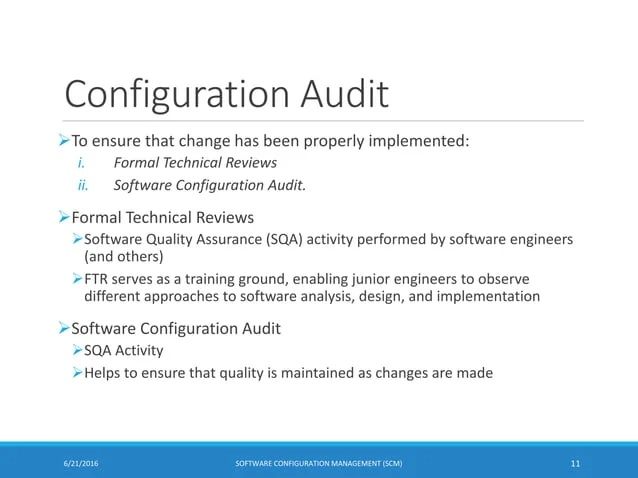 Configuration Audit
➢To ensure that change has been properly implemented:
i. Formal Technical Reviews
ii. Software Configuration Audit.
➢Formal Technical Reviews
➢Software Quality Assurance (SQA) activity performed by software engineers
(and others)
➢FTR serves as a training ground, enabling junior engineers to observe
different approaches to software analysis, design, and implementation
➢Software Configuration Audit
➢SQA Activity
➢Helps to ensure that quality is maintained as changes are made
6/21/2016 SOFTWARE CONFIGURATION MANAGEMENT (SCM) 11